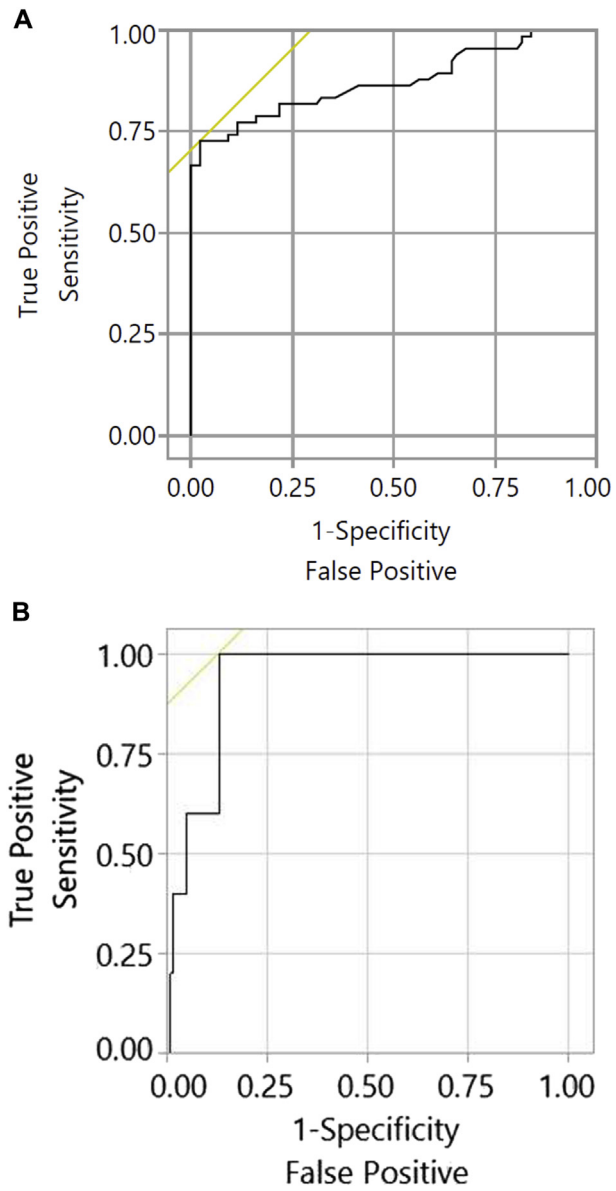 A
1.00
0.75
0.50
0.25
0.00
True Positive
Sensitivity
0.00 0.25 0.50 0.75 1.00
1-Specificity
False Positive
B
1.00
0.75
0.50
0.25
0.00
True Positive
Sensitivity
0.00 0.25 0.50 0.75 1.00
1-Specificity
False Positive